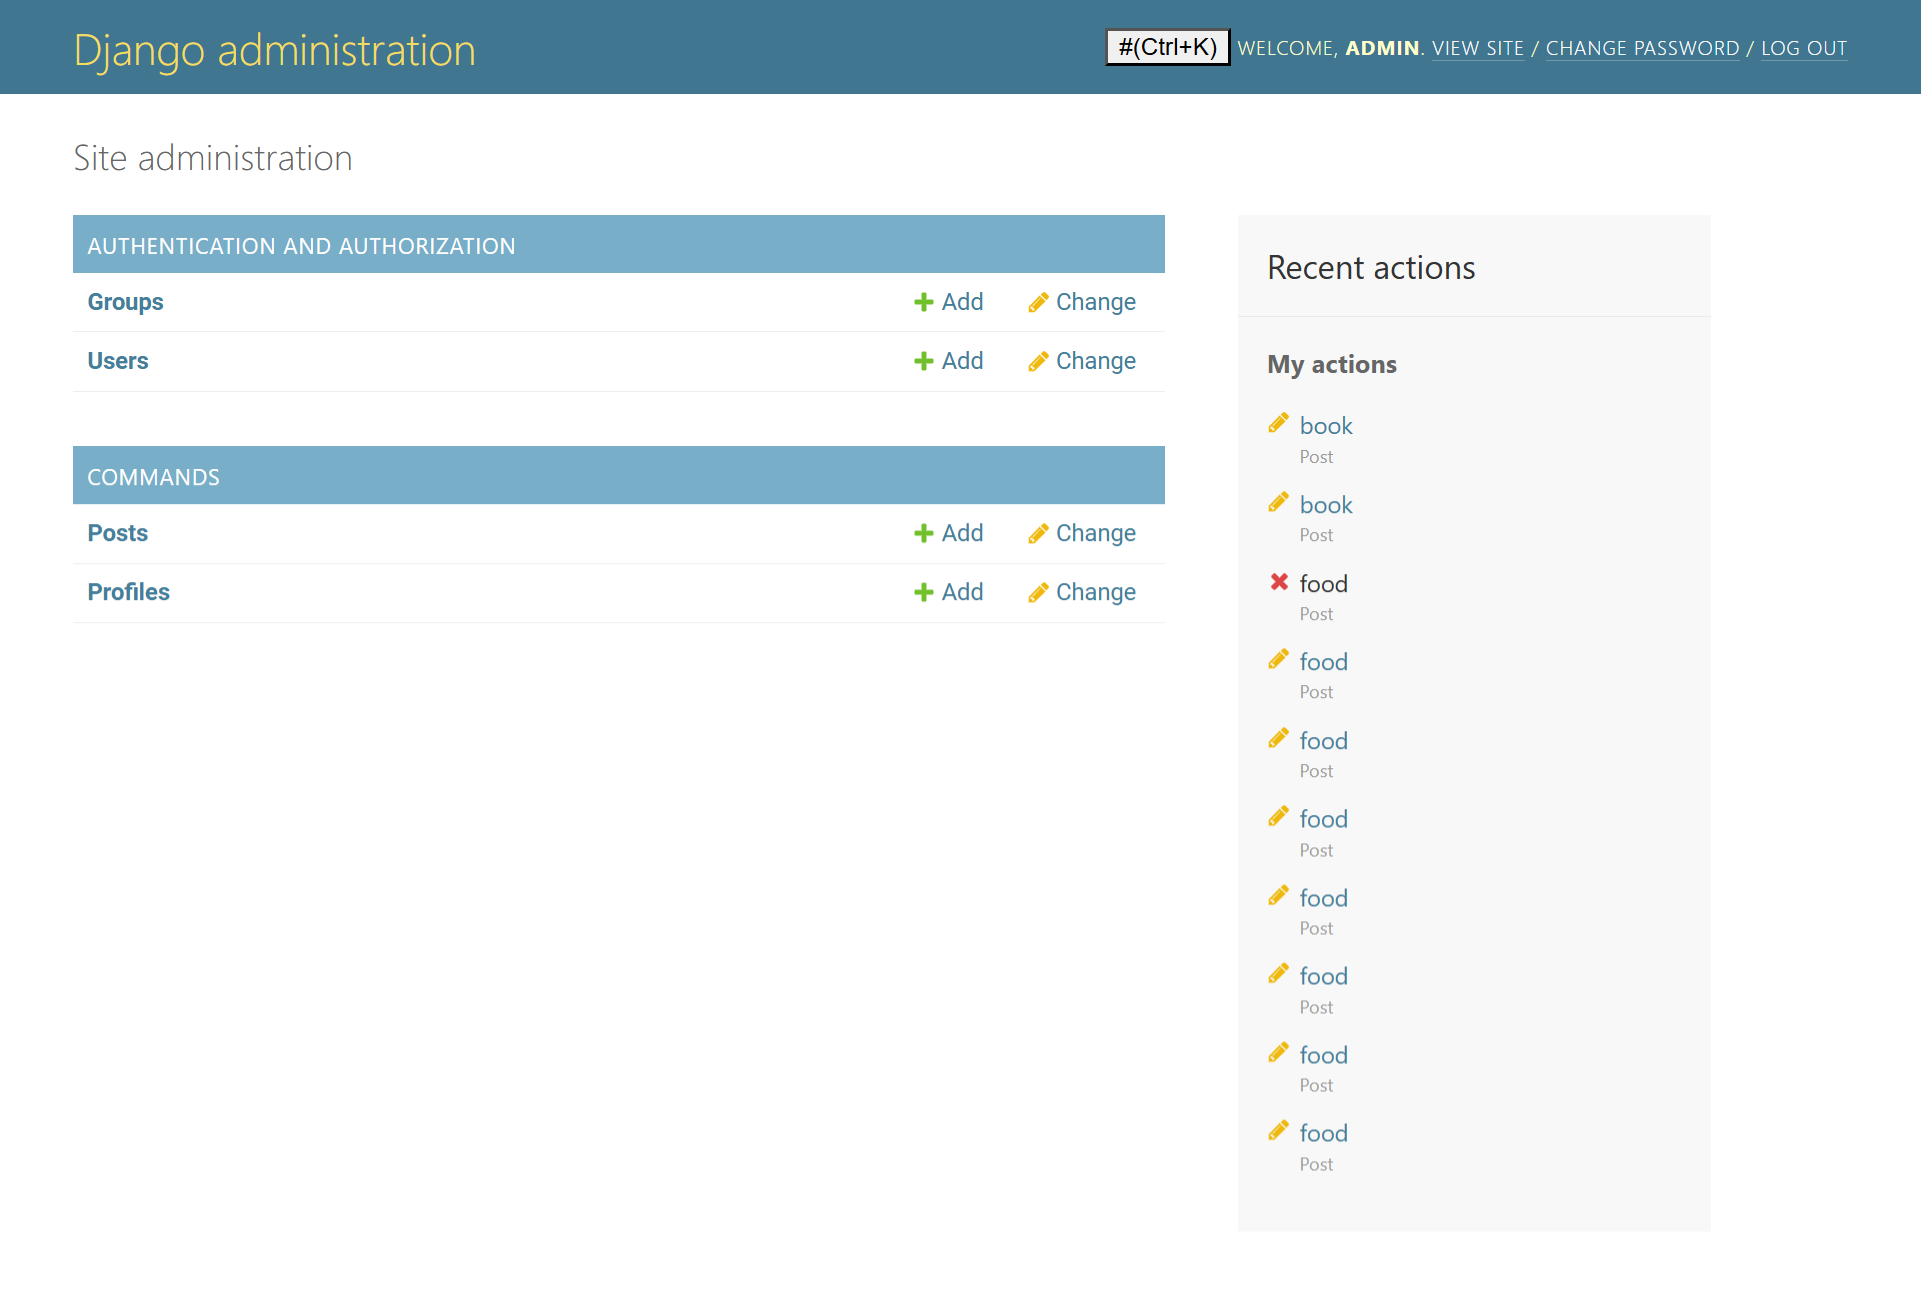 Django administration
#(Ctrl+K) WELCOME, ADMIN. VIEW SITE / CHANGE PASSWORD / LOG OUT
Site administration
AUTHENTICATION AND AUTHORIZATION
Groups Add Change
Users Add Change
COMMANDS
Posts Add Change
Profiles Add Change
Recent actions
My actions
book
Post
book
Post
food
Post
food
Post
food
Post
food
Post
food
Post
food
Post
food
Post
food
Post